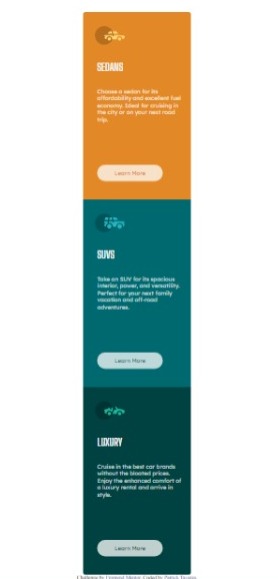 SEDANS
Choose a sedan for its
affordability and excellent fuel
economy. Ideal for cruising in
the city or on your next road
trip.
Learn More
SUVS
Take an SUV for its spacious
interior, power, and versatility.
Perfect for your next family
vacation and off-road
adventures.
Learn More
LUXURY
Cruise in the best car brands
without the bloated prices.
Enjoy the enhanced comfort of
a luxury rental and arrive in
style.
Learn More
Challenge by Frontend Mentor. Coded by